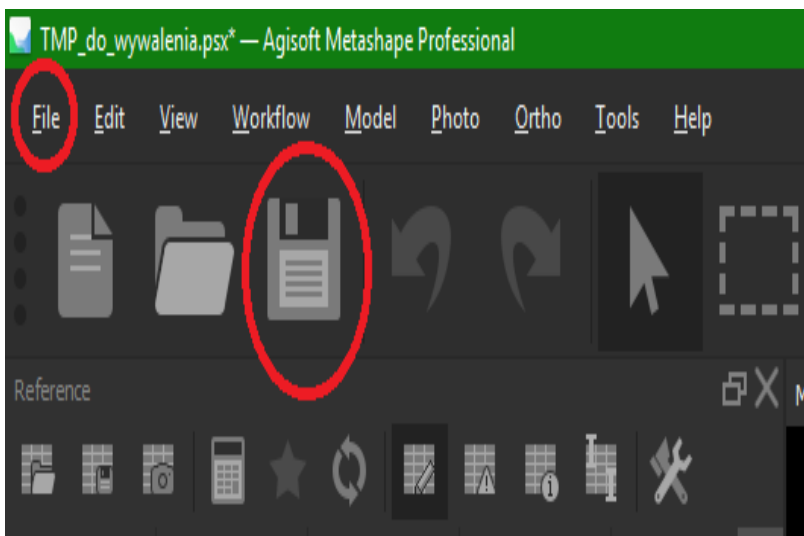 TMP_do_wywalenia.psx* — Agisoft Metashape Professional
File Edit View Workflow Model Photo Ortho Tools Help
Reference